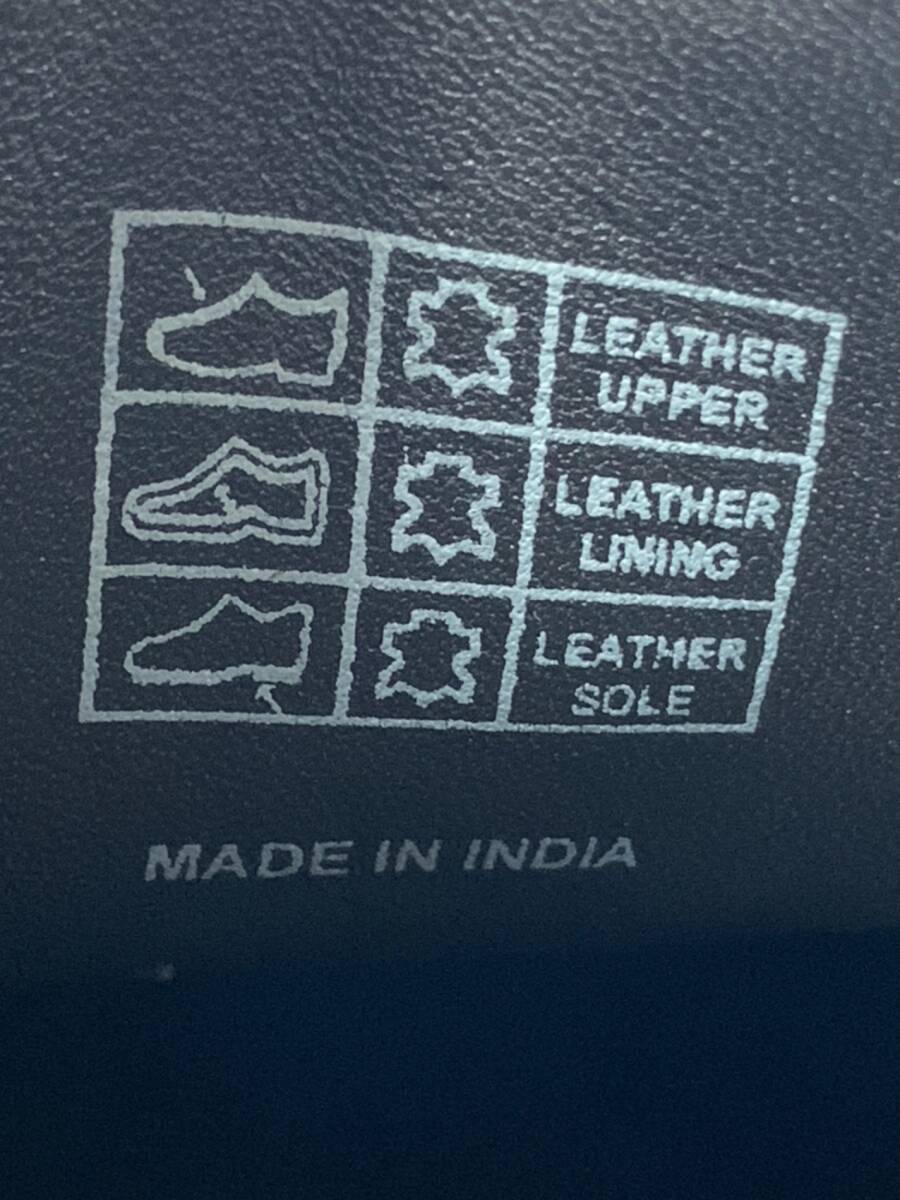 LEATHER
UPPER
LEATHER
LINING
LEATHER
SOLE
MADE IN INDIA